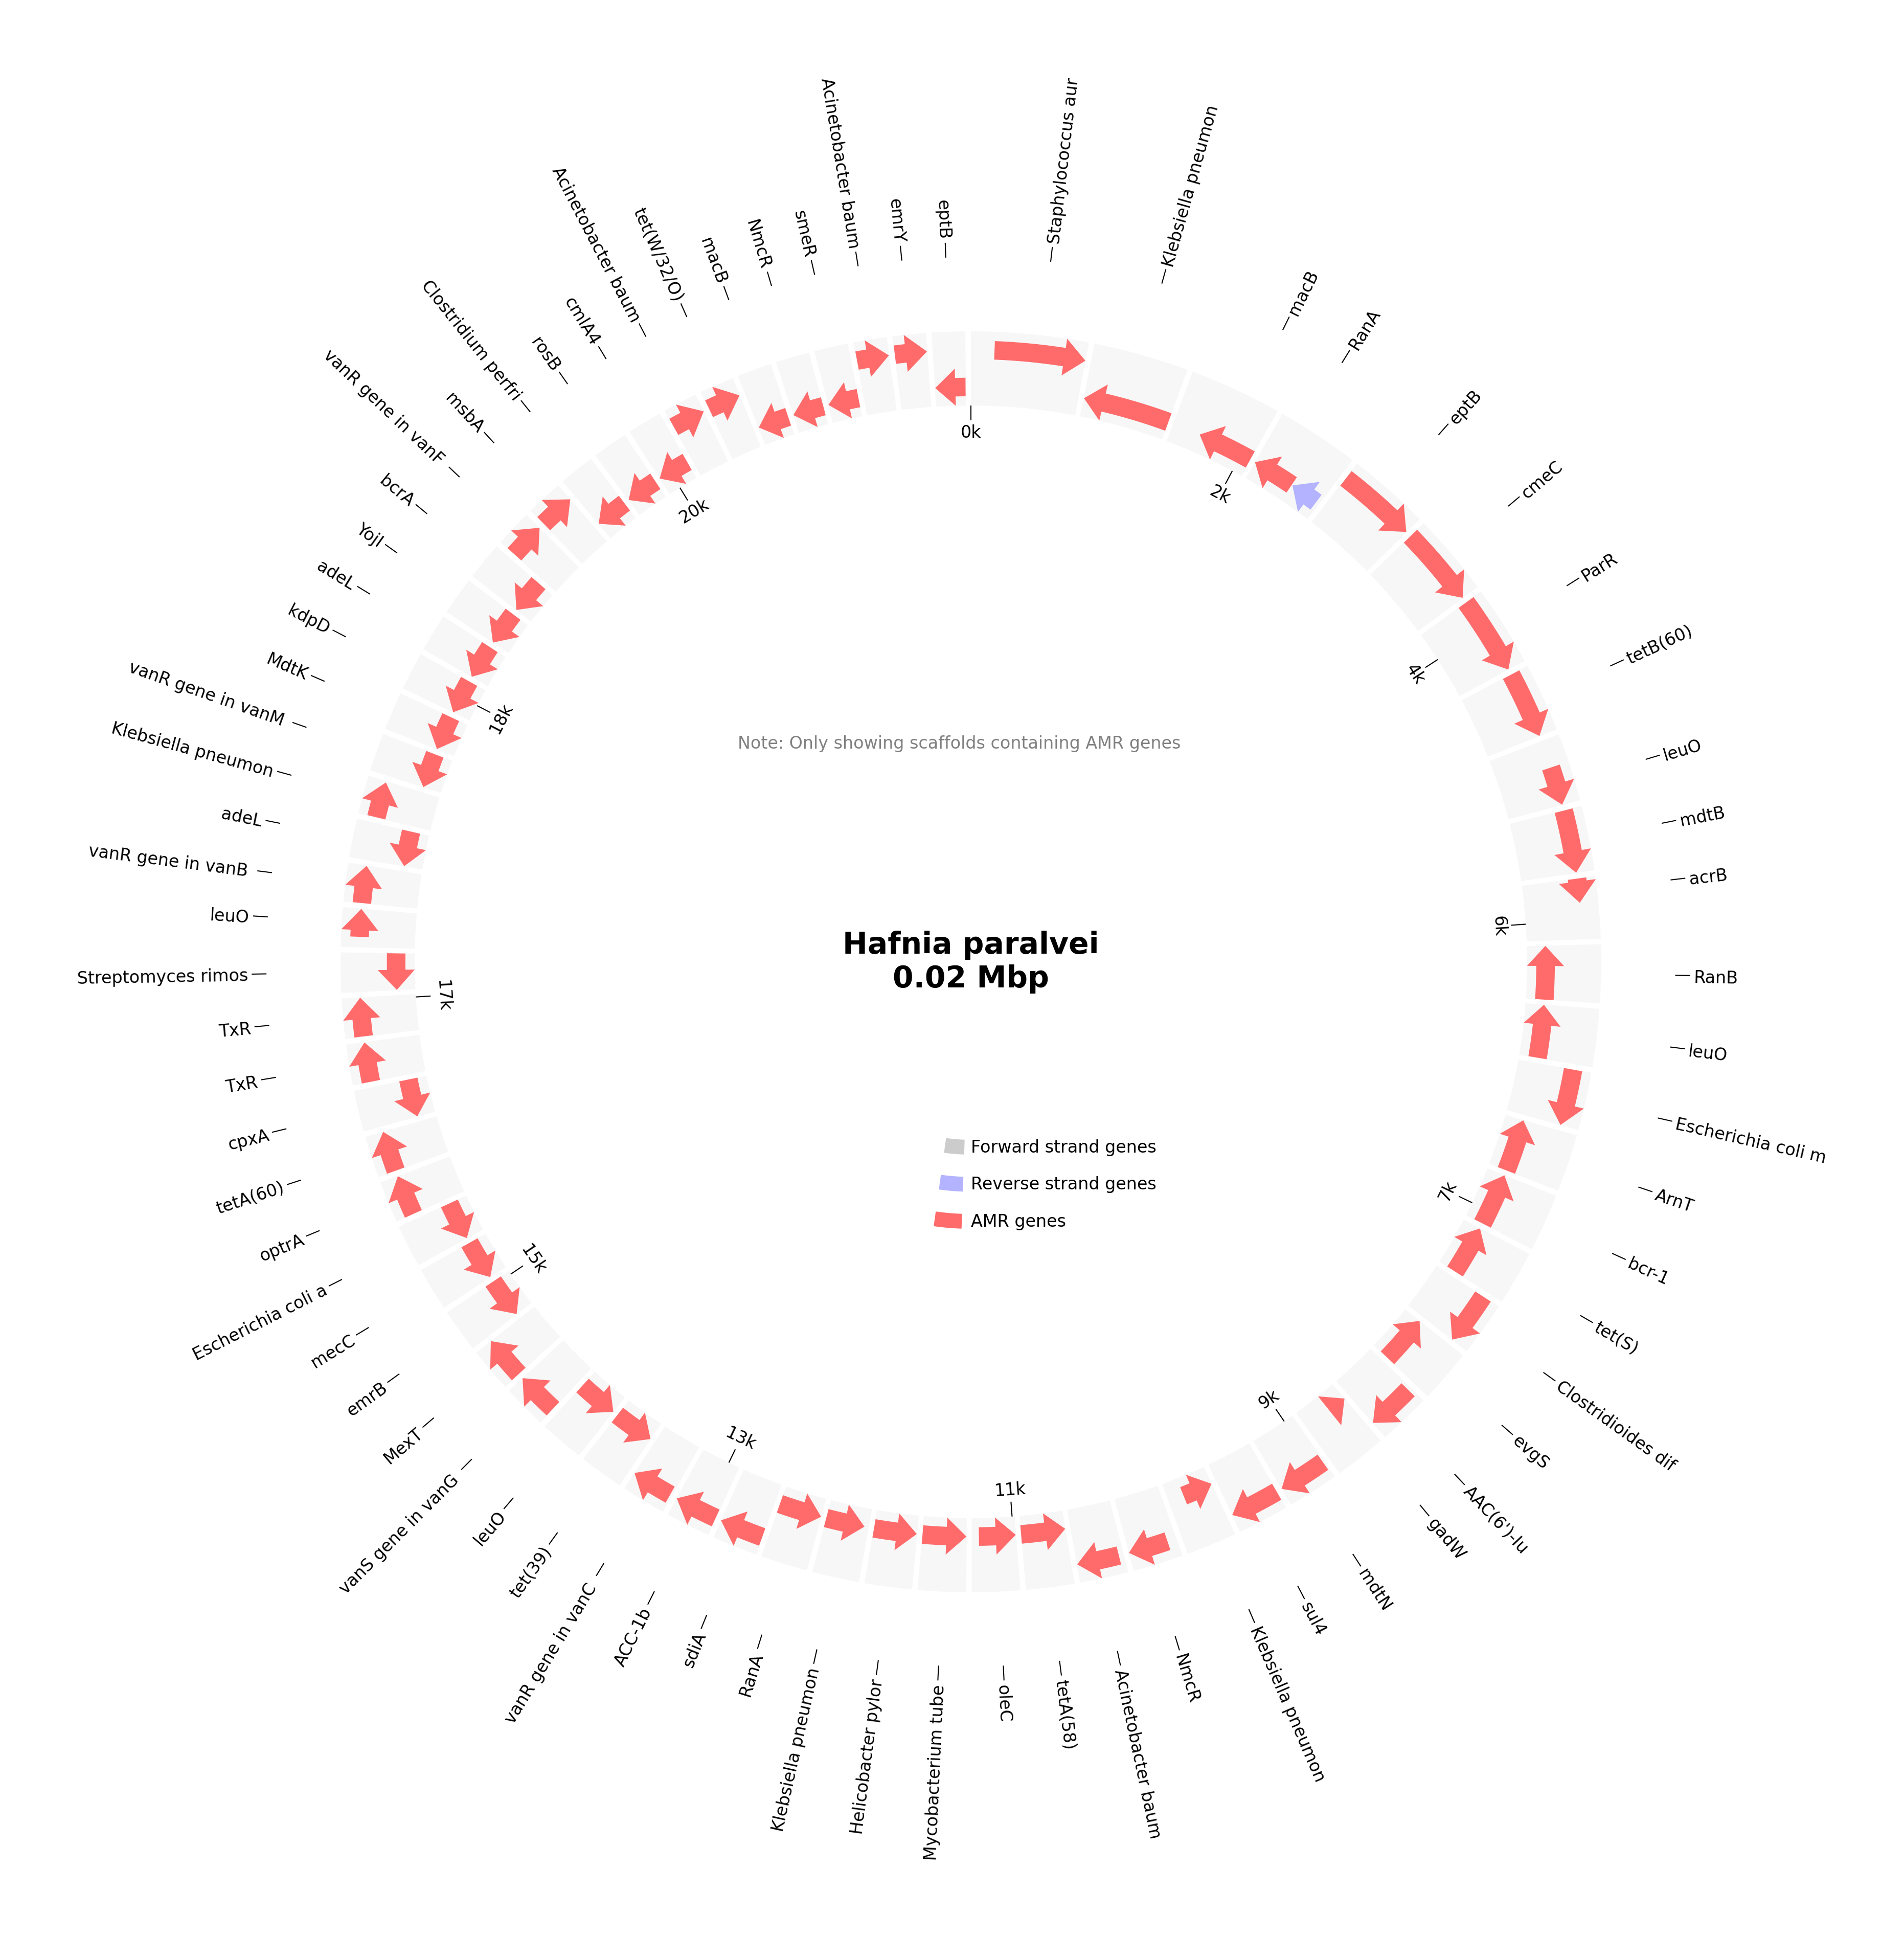 Staphylococcus aur
Klebsiella pneumon
macB
RanA
eptB
cmeC
ParR
tetB(60)
leuO
mdtB
acrB
RanB
leuO
Escherichia coli m
ArnT
bcr-1
tet(S)
Clostridioides dif
evgS
AAC(6')-Iu
gadW
mdtN
sul4
Klebsiella pneumon
NmcR
Acinetobacter baum
tetA(58)
oleC
Mycobacterium tube
Helicobacter pylor
Klebsiella pneumon
RanA
sdiA
ACC-1b
vanR gene in vanC
tet(39)
leuO
vanS gene in vanG
MexT
emrB
mecC
Escherichia coli a
optrA
tetA(60)
cpxA
TxR
TxR
Streptomyces rimos
leuO
vanR gene in vanB
adeL
Klebsiella pneumon
vanR gene in vanM
MdtK
kdpD
adeL
YojI
bcrA
vanR gene in vanF
msbA
Clostridium perfri
rosB
cmlA4
Acinetobacter baum
tet(W/32/O)
macB
NmcR
smeR
Acinetobacter baum
emrY
eptB
0k
2k
4k
6k
7k
9k
11k
13k
15k
17k
18k
20k
Note: Only showing scaffolds containing AMR genes
Hafnia paralvei
0.02 Mbp
Forward strand genes
Reverse strand genes
AMR genes